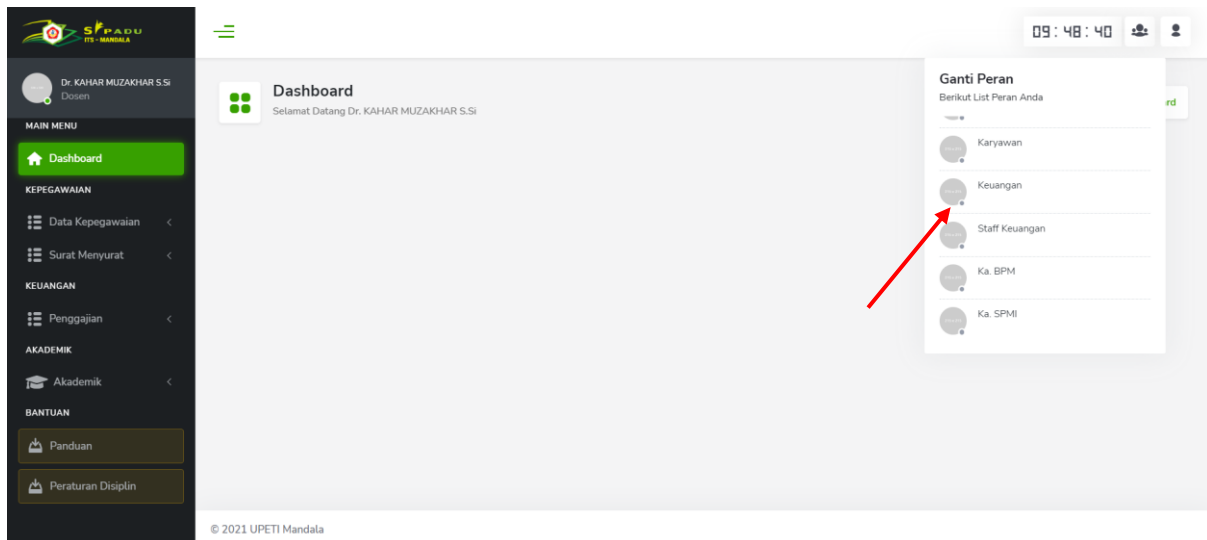 SIPADU
ITS - MANDALA
09:48:40
Dr. KAHAR MUZAKHAR S.Si
Dosen
MAIN MENU
Dashboard
KEPEGAWAIAN
Data Kepegawaian
Surat Menyurat
KEUANGAN
Penggajian
AKADEMIK
Akademik
BANTUAN
Panduan
Peraturan Disiplin
Dashboard
Selamat Datang Dr. KAHAR MUZAKHAR S.Si
rd
Ganti Peran
Berikut List Peran Anda
Karyawan
Keuangan
Staff Keuangan
Ka. BPM
Ka. SPMI
© 2021 UPETI Mandala